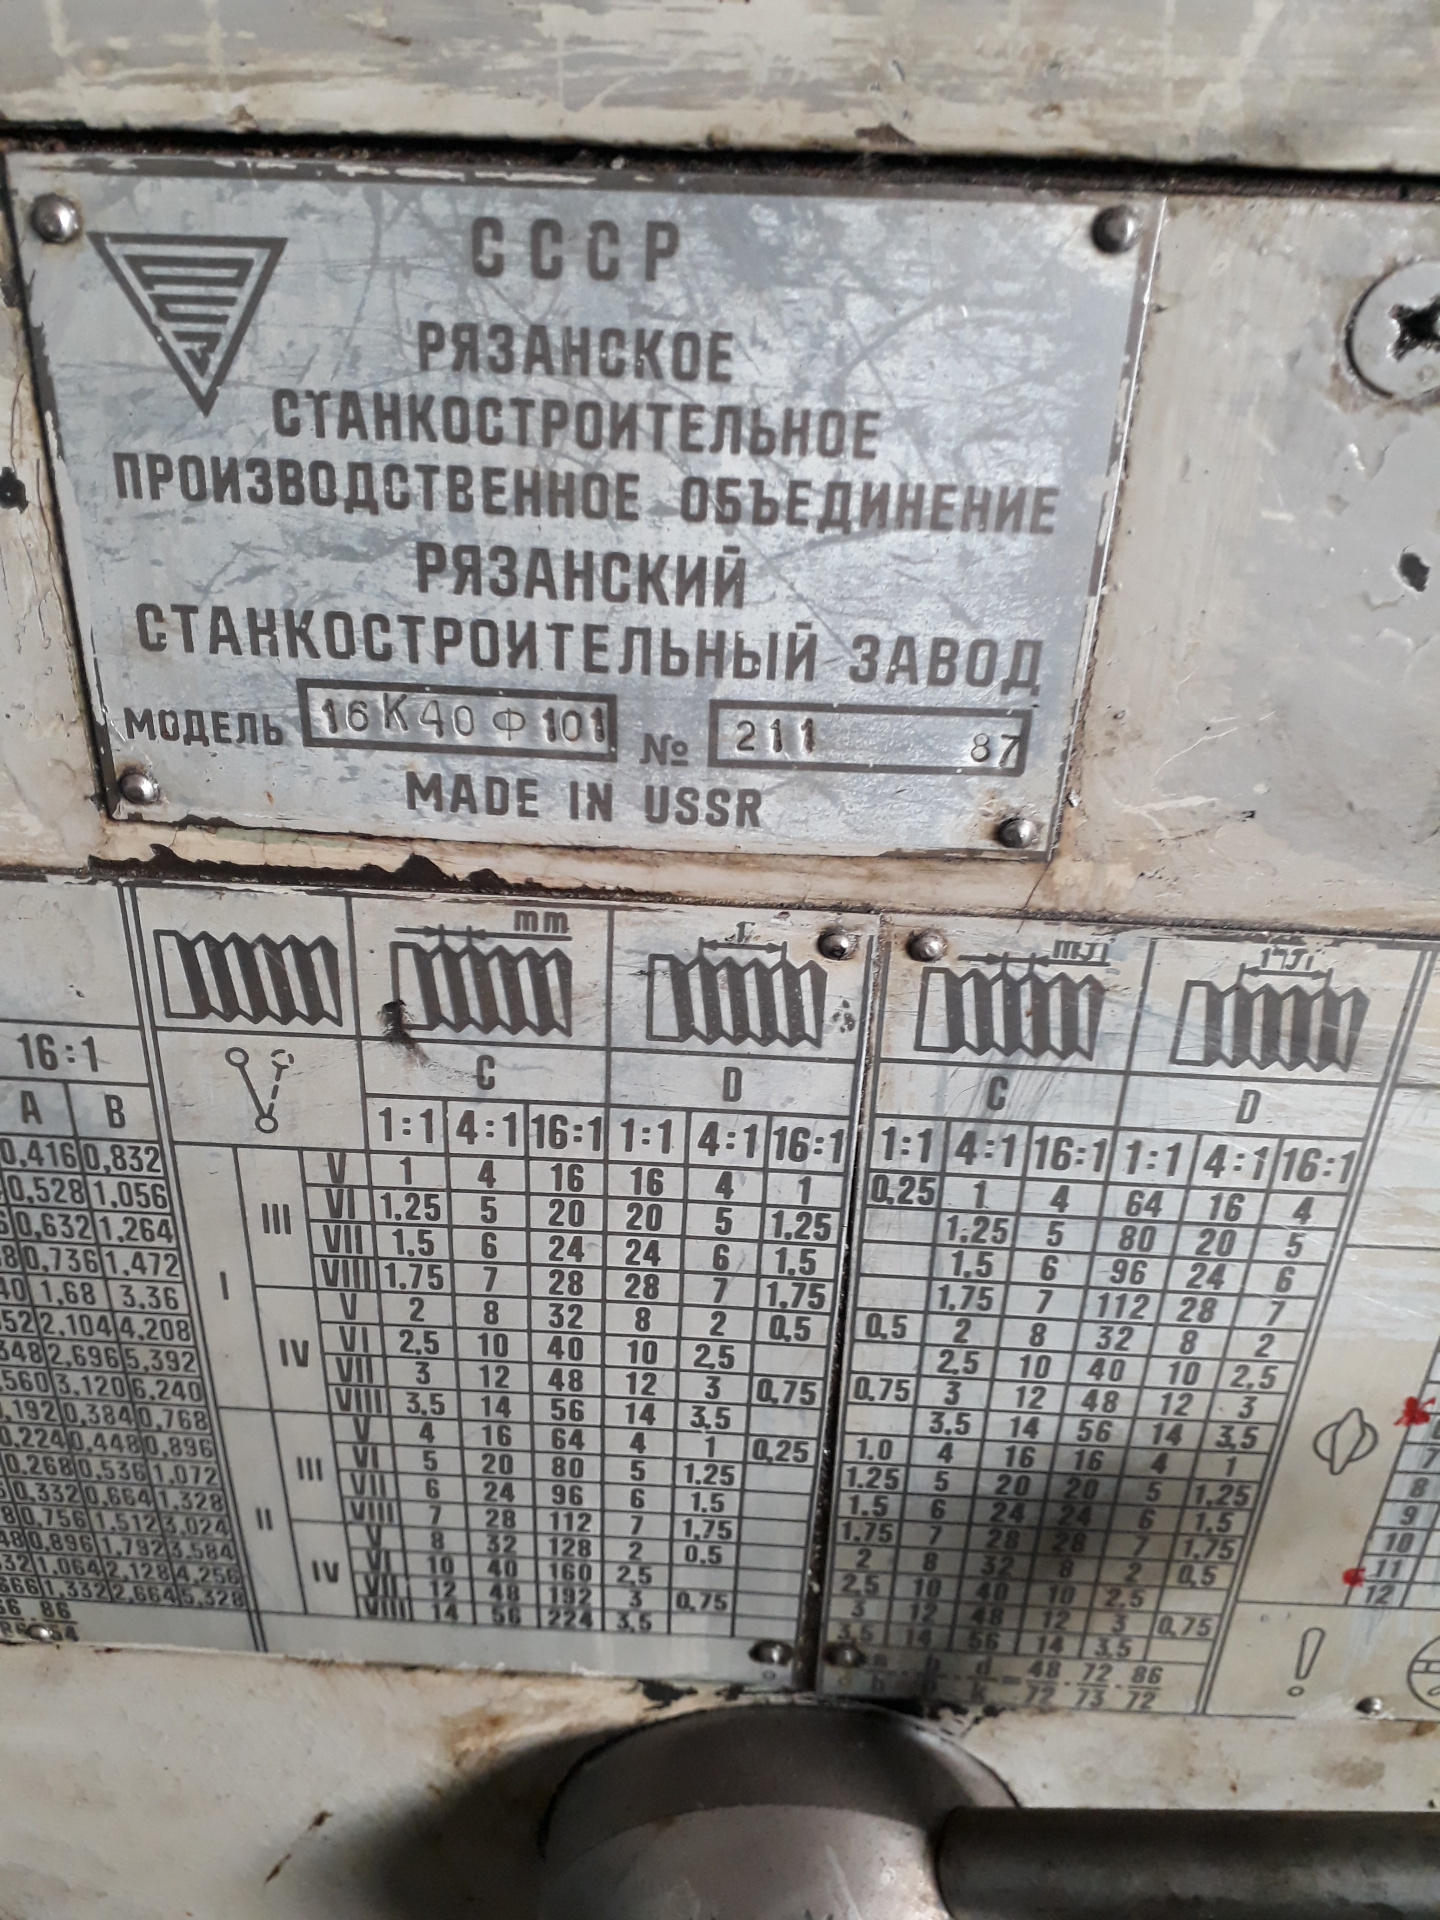 СССР
РЯЗАНСКОЕ
СТАНКОСТРОИТЕЛЬНОЕ
ПРОИЗВОДСТВЕННОЕ ОБЪЕДИНЕНИЕ
РЯЗАНСКИЙ
СТАНКОСТРОИТЕЛЬНЫЙ ЗАВОД
МОДЕЛЬ 16К40Ф101 № 211 87
MADE IN USSR
16:1
A B
0,416 0,832
0,528 1,056
0,632 1,264
0,736 1,472
1,68 3,36
2,104 4,208
2,696 5,392
3,120 6,240
0,384 0,768
0,448 0,896
0,536 1,072
0,664 1,328
1,512 3,024
1,792 3,584
2,128 4,256
2,664 5,328
mm
C D
1:1 4:1 16:1 1:1 4:1 16:1
I III V 1 4 16 16 4 1
VI 1,25 5 20 20 5 1,25
VII 1,5 6 24 24 6 1,5
VIII 1,75 7 28 28 7 1,75
IV V 2 8 32 8 2 0,5
VI 2,5 10 40 10 2,5
VII 3 12 48 12 3 0,75
VIII 3,5 14 56 14 3,5
II III V 4 16 64 4 1 0,25
VI 5 20 80 5 1,25
VII 6 24 96 6 1,5
VIII 7 28 112 7 1,75
IV V 8 32 128 2 0,5
VI 10 40 160 2,5
VII 12 48 192 3 0,75
VIII 14 56 224 3,5
C D
1:1 4:1 16:1 1:1 4:1 16:1
0,25 1 4 64 16 4
1,25 5 80 20 5
1,5 6 96 24 6
1,75 7 112 28 7
0,5 2 8 32 8 2
2,5 10 40 10 2,5
0,75 3 12 48 12 3
3,5 14 56 14 3,5
1,0 4 16 16 4 1
1,25 5 20 20 5 1,25
1,5 6 24 24 6 1,5
1,75 7 28 28 7 1,75
2 8 32 8 2 0,5
2,5 10 40 10 2,5
3 12 48 12 3 0,75
3,5 14 56 14 3,5
= 48/72 · 72/73 · 86/72
7
8
9
10
11
12
!